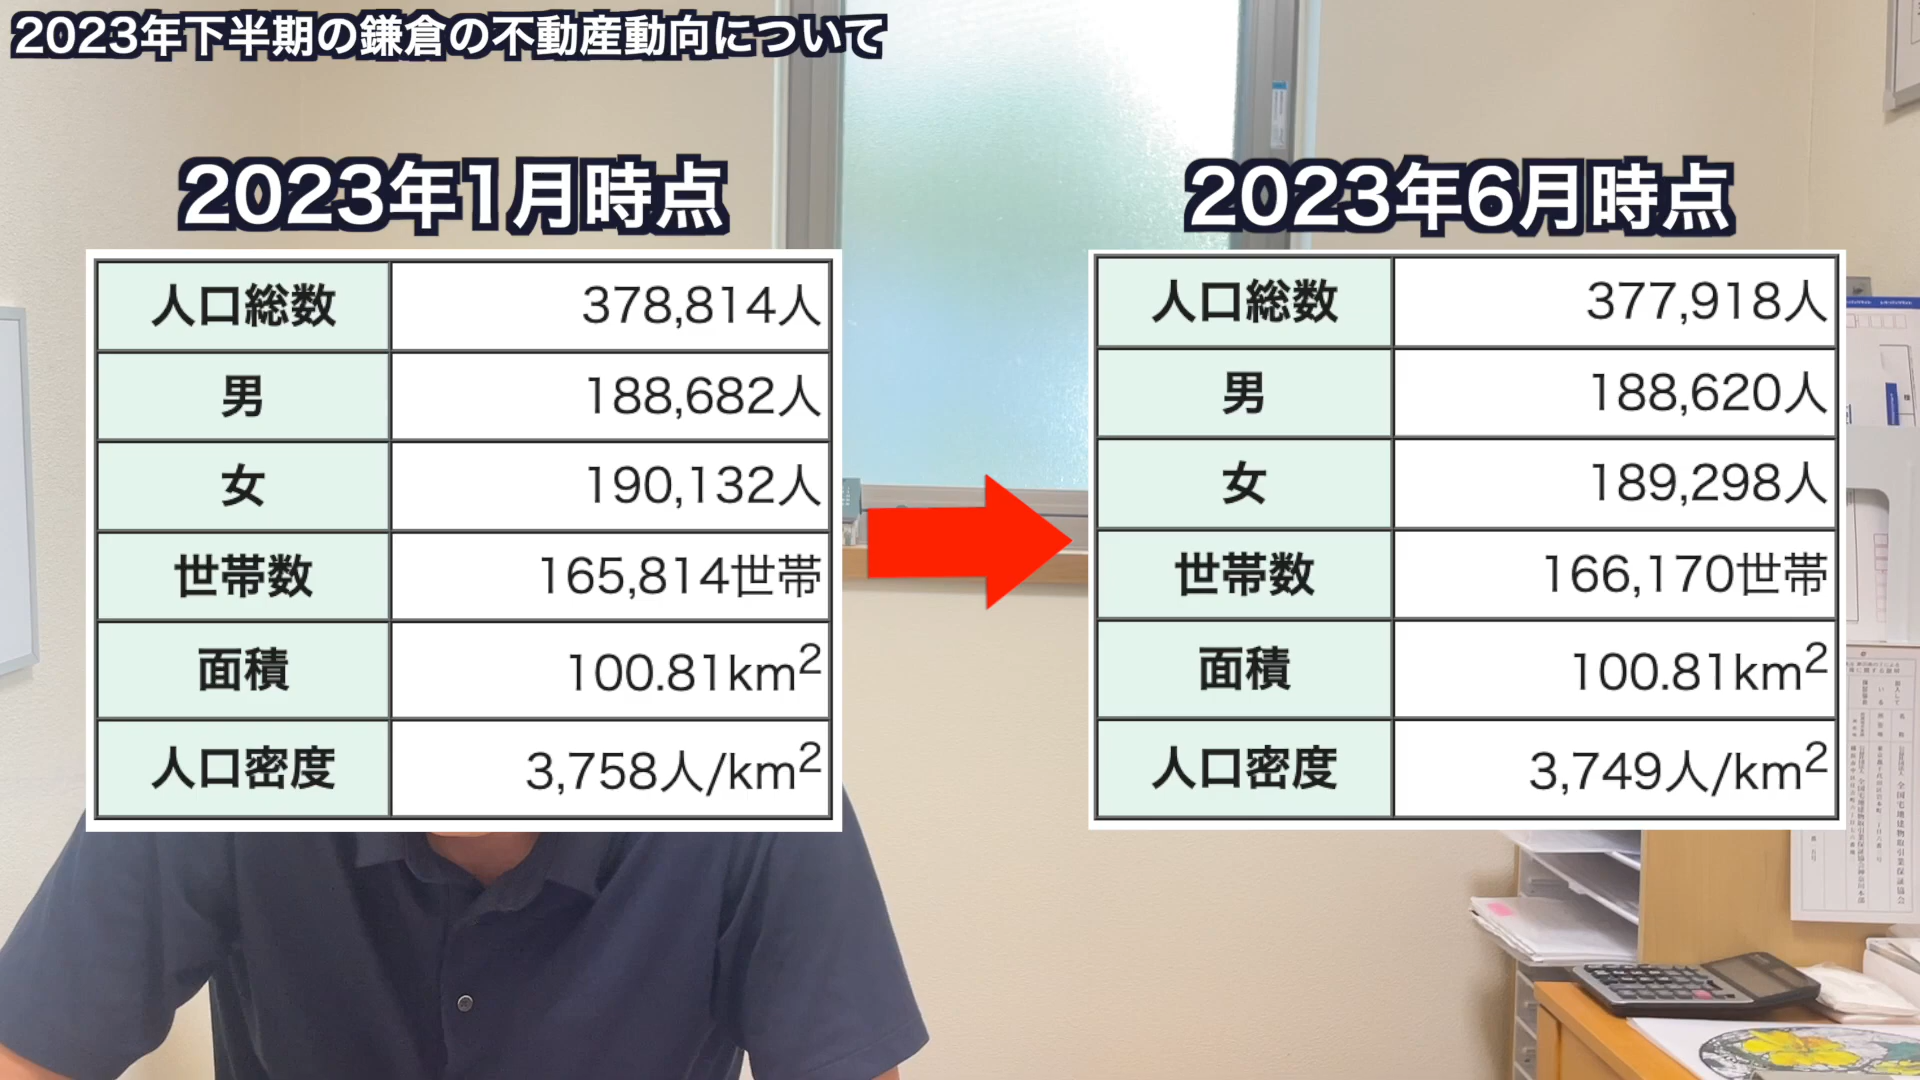 2023年下半期の鎌倉の不動産動向について
2023年1月時点
人口総数 378,814人
男 188,682人
女 190,132人
世帯数 165,814世帯
面積 100.81km²
人口密度 3,758人/km²
2023年6月時点
人口総数 377,918人
男 188,620人
女 189,298人
世帯数 166,170世帯
面積 100.81km²
人口密度 3,749人/km²